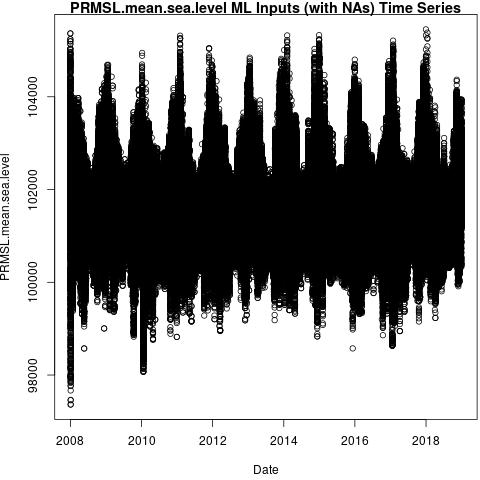 PRMSL.mean.sea.level ML Inputs (with NAs) Time Series
PRMSL.mean.sea.level
104000
102000
100000
98000
2008 2010 2012 2014 2016 2018
Date